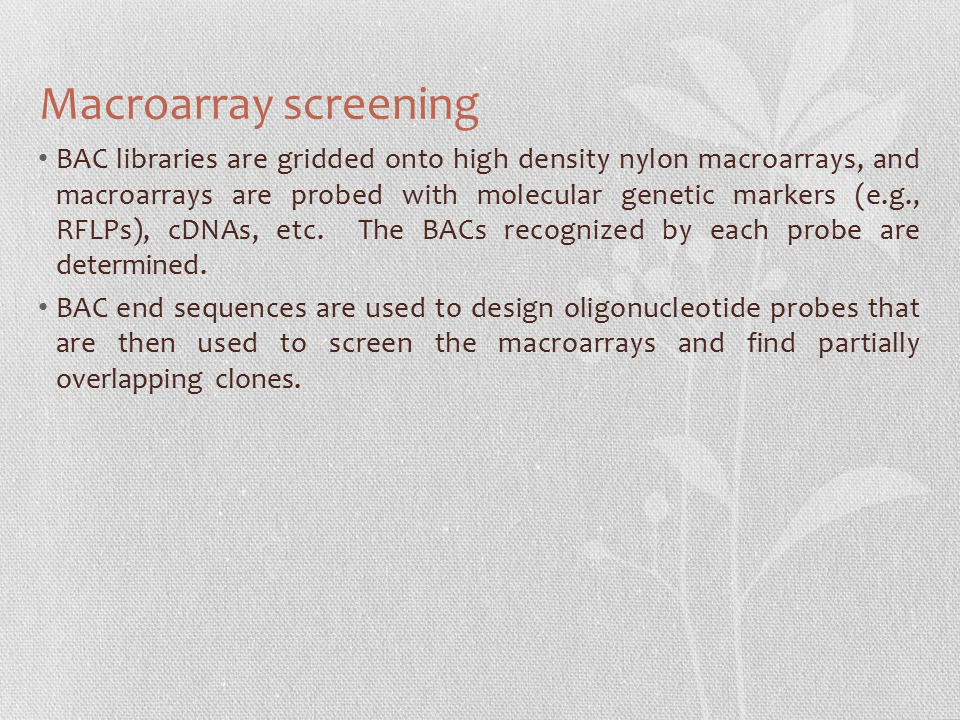 Macroarray screening
• BAC libraries are gridded onto high density nylon macroarrays, and
macroarrays are probed with molecular genetic markers (e.g.,
RFLPs), cDNAs, etc. The BACs recognized by each probe are
determined.
• BAC end sequences are used to design oligonucleotide probes that
are then used to screen the macroarrays and find partially
overlapping clones.